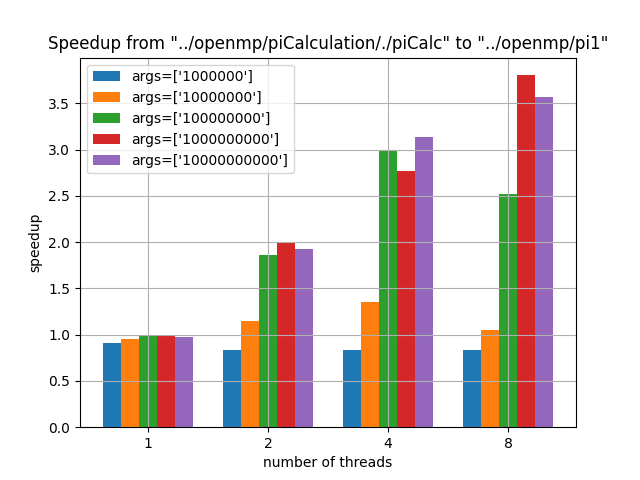 Speedup from "../openmp/piCalculation/./piCalc" to "../openmp/pi1"
args=['1000000']
args=['10000000']
args=['100000000']
args=['1000000000']
args=['10000000000']
3.5
3.0
2.5
2.0
1.5
1.0
0.5
0.0
speedup
1 2 4 8
number of threads